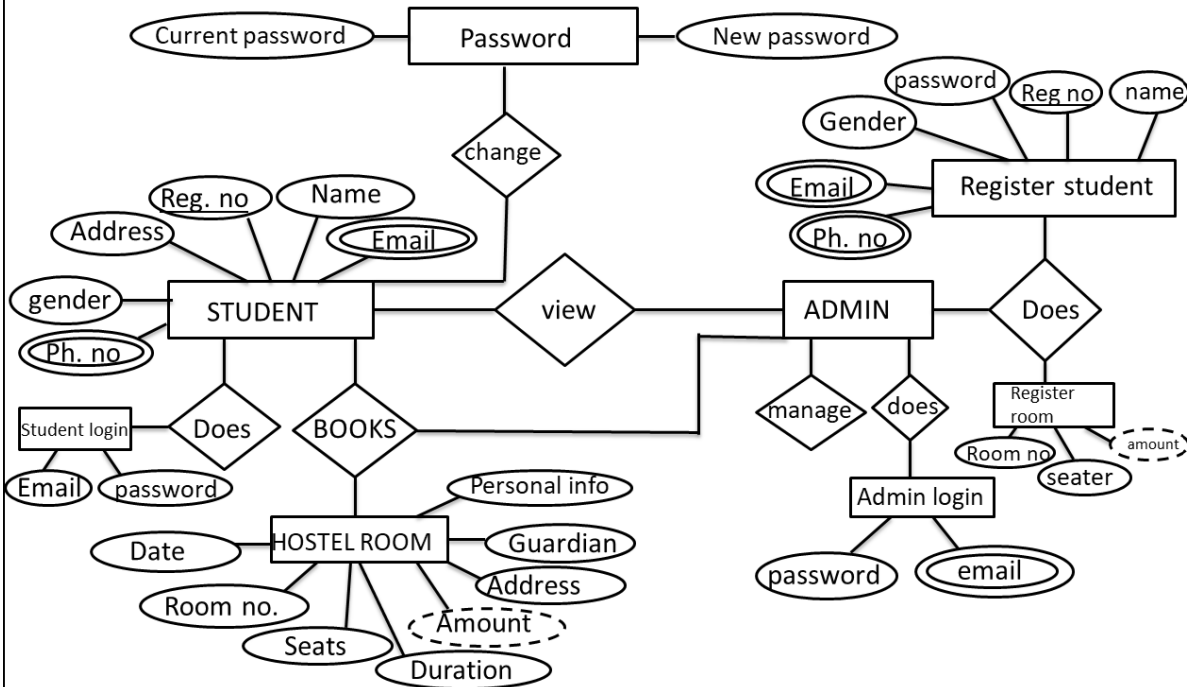 Current password
Password
New password
password
Reg no
name
Gender
change
Email
Register student
Reg. no
Name
Address
Email
Ph. no
gender
STUDENT
view
ADMIN
Does
Ph. no
Student login
Does
BOOKS
manage
does
Register
room
amount
Room no
seater
Email
password
Personal info
Admin login
Date
HOSTEL ROOM
Guardian
Address
password
email
Room no.
Amount
Seats
Duration